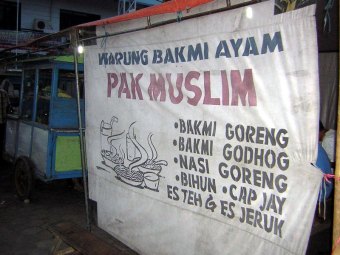 WARUNG BAKMI AYAM
PAK MUSLIM
• BAKMI GORENG
• BAKMI GODHOG
• NASI GORENG
• BIHUN • CAP JAY
ES TEH & ES JERUK